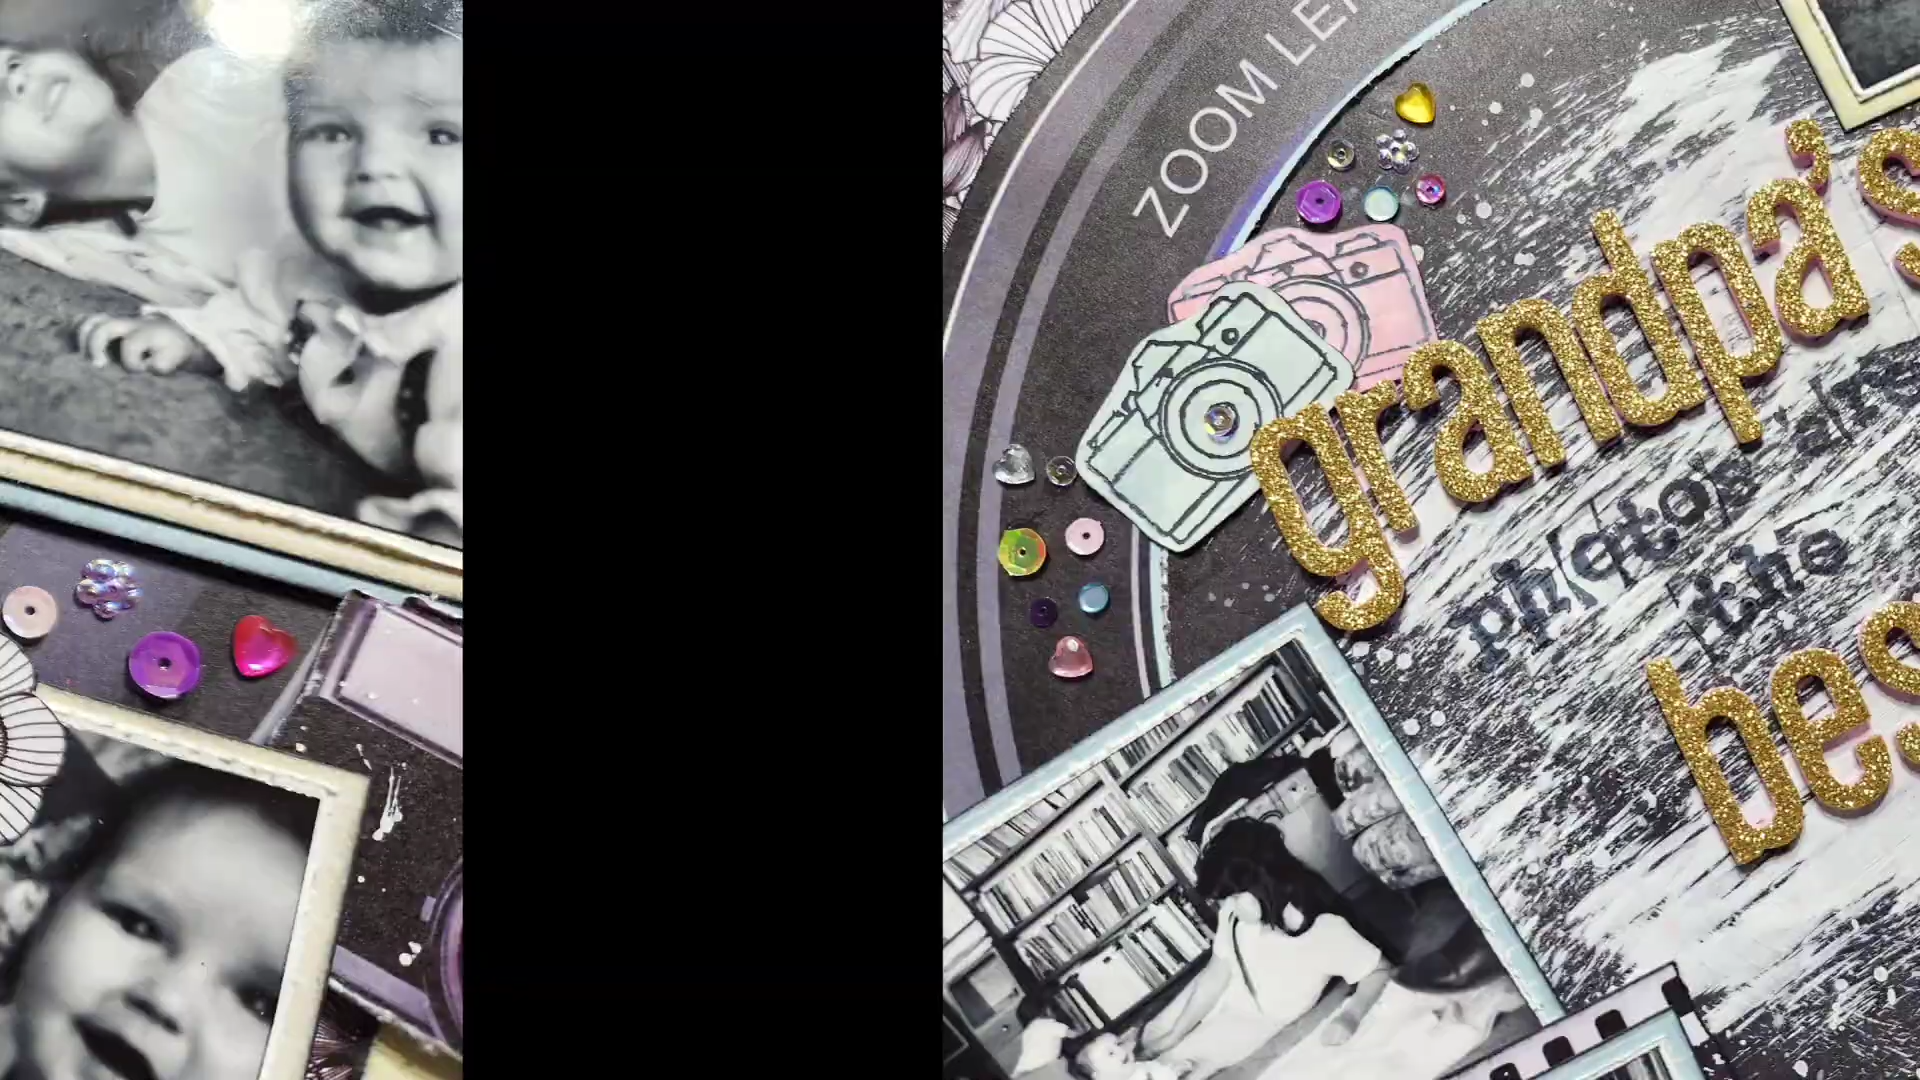 ZOOM LE
grandpa's
photos are
the
bes